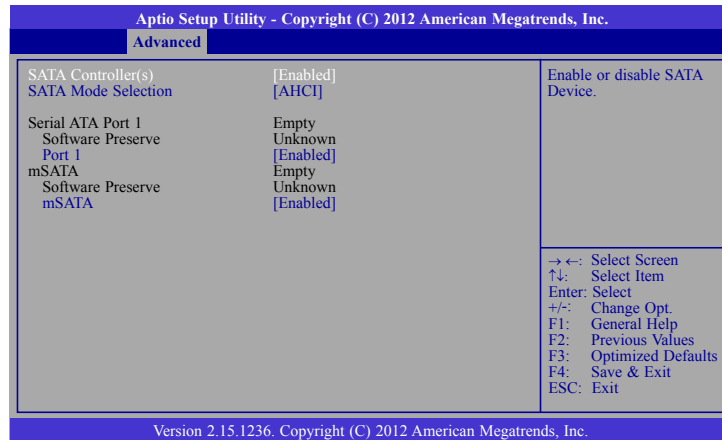 Aptio Setup Utility - Copyright (C) 2012 American Megatrends, Inc.
Advanced
SATA Controller(s) [Enabled]
SATA Mode Selection [AHCI]
Serial ATA Port 1 Empty
Software Preserve Unknown
Port 1 [Enabled]
mSATA Empty
Software Preserve Unknown
mSATA [Enabled]
Enable or disable SATA
Device.
→ ←: Select Screen
↑↓: Select Item
Enter: Select
+/-: Change Opt.
F1: General Help
F2: Previous Values
F3: Optimized Defaults
F4: Save & Exit
ESC: Exit
Version 2.15.1236. Copyright (C) 2012 American Megatrends, Inc.